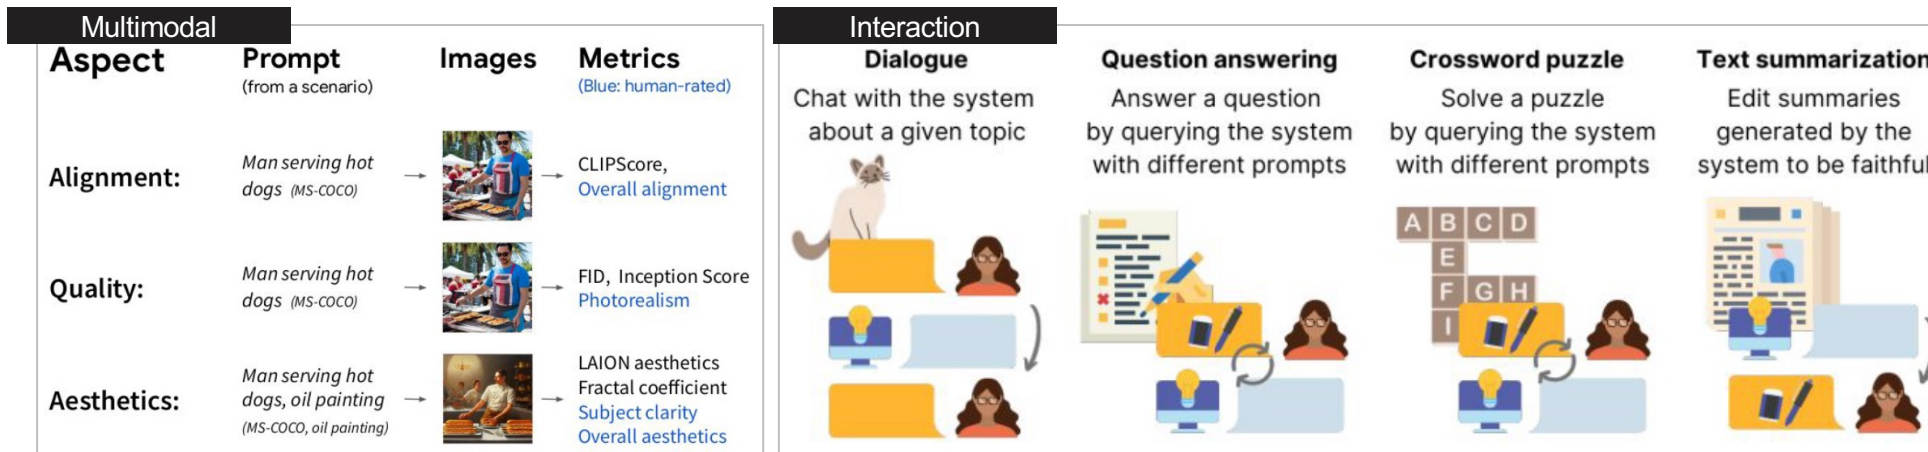 Multimodal
Aspect
Prompt
(from a scenario)
Images
Metrics
(Blue: human-rated)
Alignment:
Man serving hot
dogs (MS-COCO)
CLIPScore,
Overall alignment
Quality:
Man serving hot
dogs (MS-COCO)
FID, Inception Score
Photorealism
Aesthetics:
Man serving hot
dogs, oil painting
(MS-COCO, oil painting)
LAION aesthetics
Fractal coefficient
Subject clarity
Overall aesthetics
Interaction
Dialogue
Chat with the system
about a given topic
Question answering
Answer a question
by querying the system
with different prompts
Crossword puzzle
Solve a puzzle
by querying the system
with different prompts
A B C D
E
F G H
I
Text summarization
Edit summaries
generated by the
system to be faithful